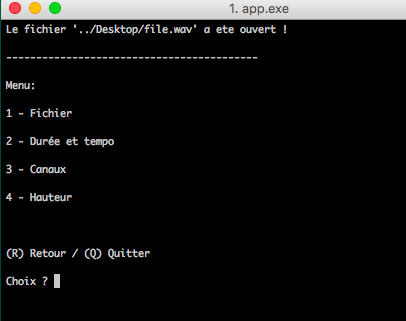 1. app.exe
Le fichier '../Desktop/file.wav' a ete ouvert !
------------------------------------------
Menu:
1 - Fichier
2 - Durée et tempo
3 - Canaux
4 - Hauteur
(R) Retour / (Q) Quitter
Choix ?